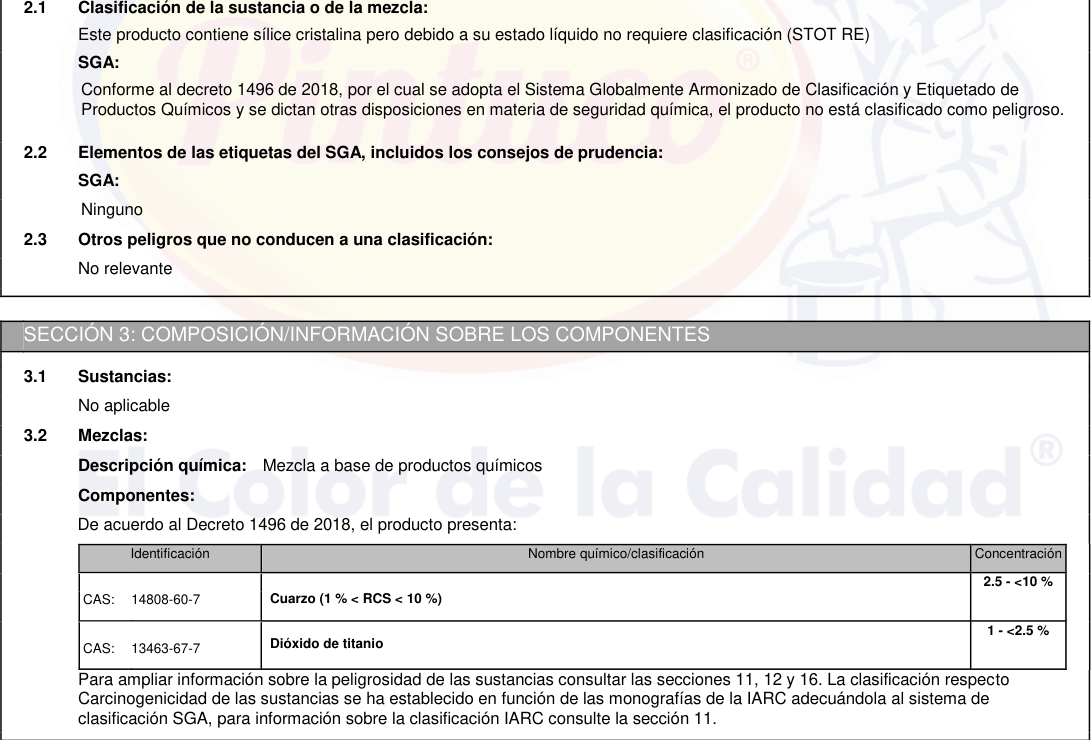 2.1 Clasificación de la sustancia o de la mezcla:
Este producto contiene sílice cristalina pero debido a su estado líquido no requiere clasificación (STOT RE)
SGA:
Conforme al decreto 1496 de 2018, por el cual se adopta el Sistema Globalmente Armonizado de Clasificación y Etiquetado de
Productos Químicos y se dictan otras disposiciones en materia de seguridad química, el producto no está clasificado como peligroso.
Pintuco ®
2.2 Elementos de las etiquetas del SGA, incluidos los consejos de prudencia:
SGA:
Ninguno
2.3 Otros peligros que no conducen a una clasificación:
No relevante
SECCIÓN 3: COMPOSICIÓN/INFORMACIÓN SOBRE LOS COMPONENTES
3.1 Sustancias:
No aplicable
3.2 Mezclas:
Descripción química: Mezcla a base de productos químicos
El Color de la Calidad ®
Componentes:
De acuerdo al Decreto 1496 de 2018, el producto presenta:
Identificación Nombre químico/clasificación Concentración
CAS: 14808-60-7 Cuarzo (1 % < RCS < 10 %) 2.5 - <10 %
CAS: 13463-67-7 Dióxido de titanio 1 - <2.5 %
Para ampliar información sobre la peligrosidad de las sustancias consultar las secciones 11, 12 y 16. La clasificación respecto
Carcinogenicidad de las sustancias se ha establecido en función de las monografías de la IARC adecuándola al sistema de
clasificación SGA, para información sobre la clasificación IARC consulte la sección 11.